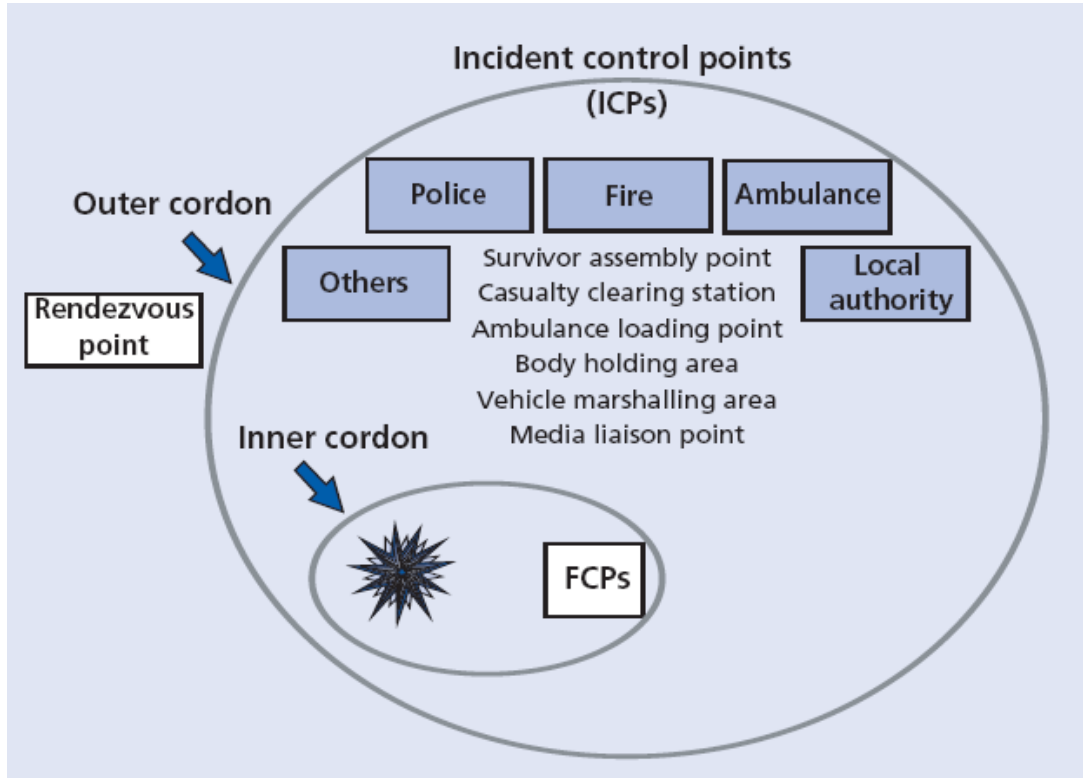 Incident control points
(ICPs)
Police
Fire
Ambulance
Outer cordon
Others
Survivor assembly point
Casualty clearing station
Ambulance loading point
Body holding area
Vehicle marshalling area
Media liaison point
Local
authority
Rendezvous
point
Inner cordon
FCPs